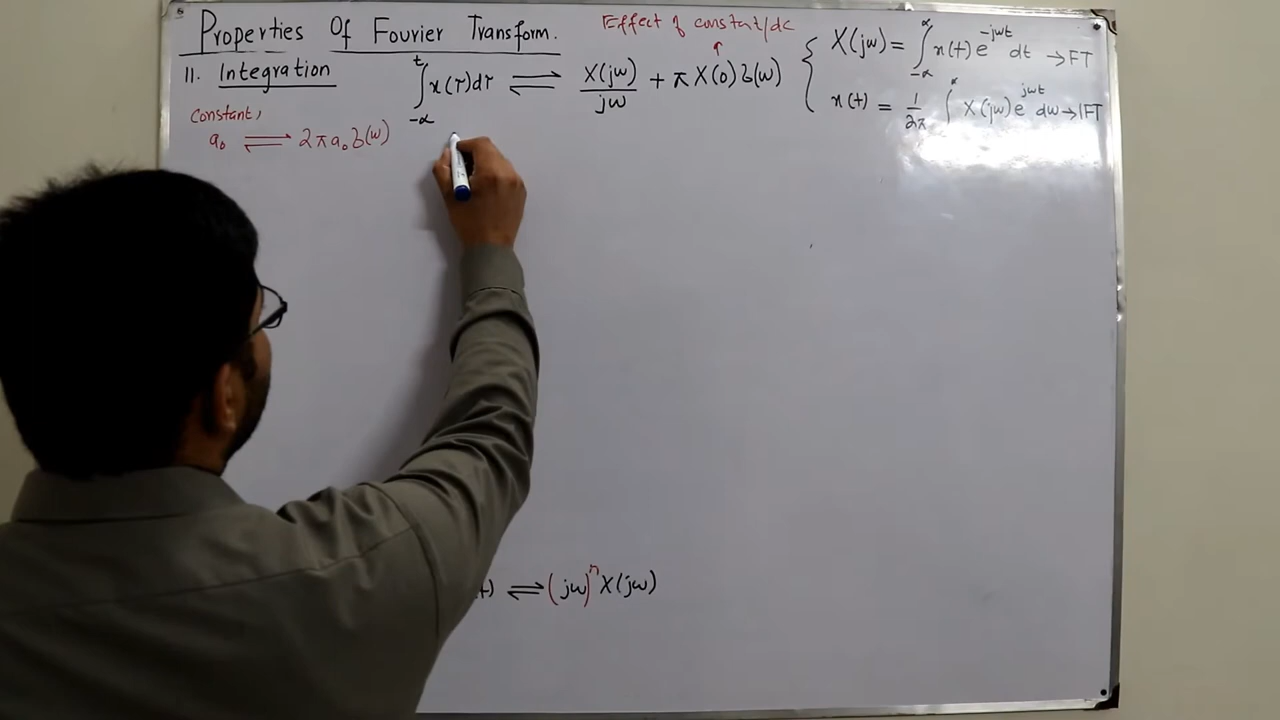 Properties Of Fourier Transform.
Effect of constant/dc
11. Integration
∫_{-∝}^{t} x(τ)dτ ⇌ X(jω)/jω + π X(0) δ(ω)
X(jω) = ∫_{-∝}^{∝} x(t) e^{-jωt} dt → FT
x(t) = 1/2π ∫^{∝} X(jω) e^{jωt} dω → IFT
Constant,
a₀ ⇌ 2πa₀δ(ω)
t) ⇌ (jω)ⁿ X(jω)